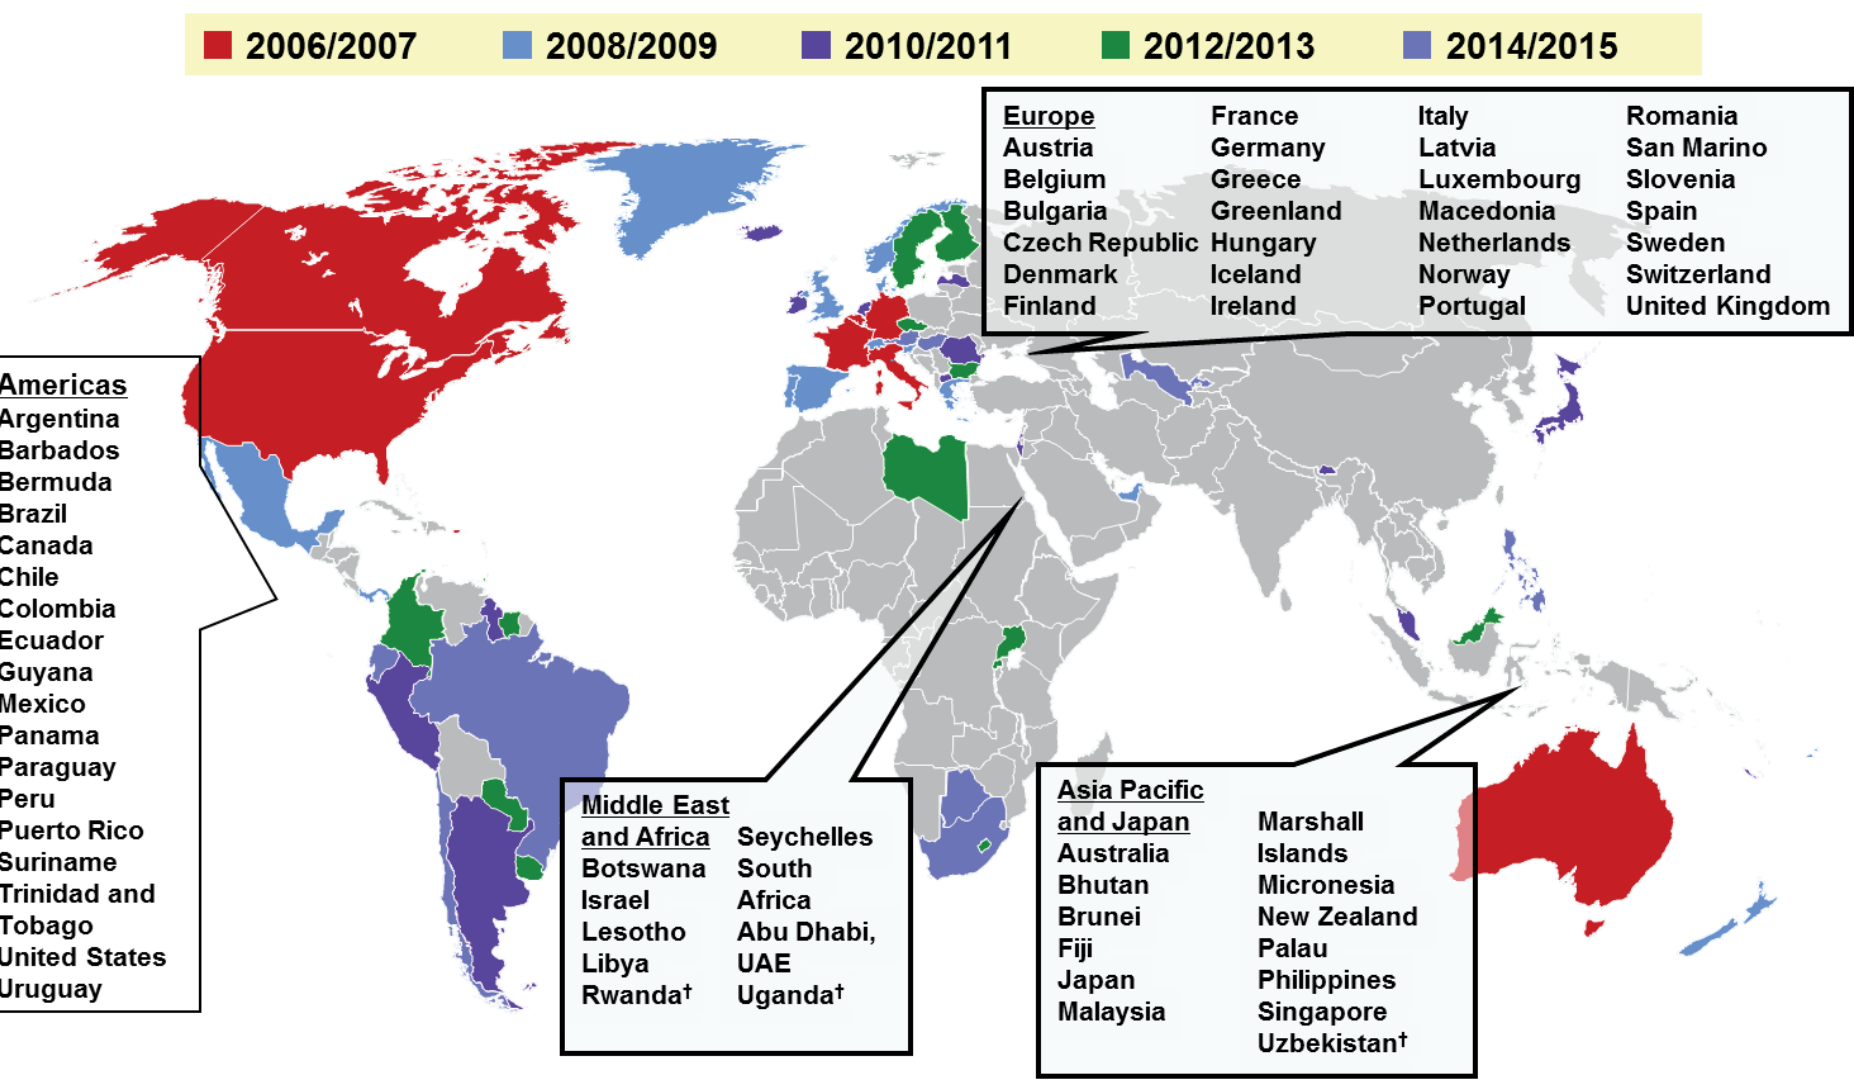 2006/2007 2008/2009 2010/2011 2012/2013 2014/2015
Europe
Austria
Belgium
Bulgaria
Czech Republic
Denmark
Finland
France
Germany
Greece
Greenland
Hungary
Iceland
Ireland
Italy
Latvia
Luxembourg
Macedonia
Netherlands
Norway
Portugal
Romania
San Marino
Slovenia
Spain
Sweden
Switzerland
United Kingdom
Americas
Argentina
Barbados
Bermuda
Brazil
Canada
Chile
Colombia
Ecuador
Guyana
Mexico
Panama
Paraguay
Peru
Puerto Rico
Suriname
Trinidad and
Tobago
United States
Uruguay
Middle East
and Africa
Botswana
Israel
Lesotho
Libya
Rwanda†
Seychelles
South
Africa
Abu Dhabi,
UAE
Uganda†
Asia Pacific
and Japan
Australia
Bhutan
Brunei
Fiji
Japan
Malaysia
Marshall
Islands
Micronesia
New Zealand
Palau
Philippines
Singapore
Uzbekistan†